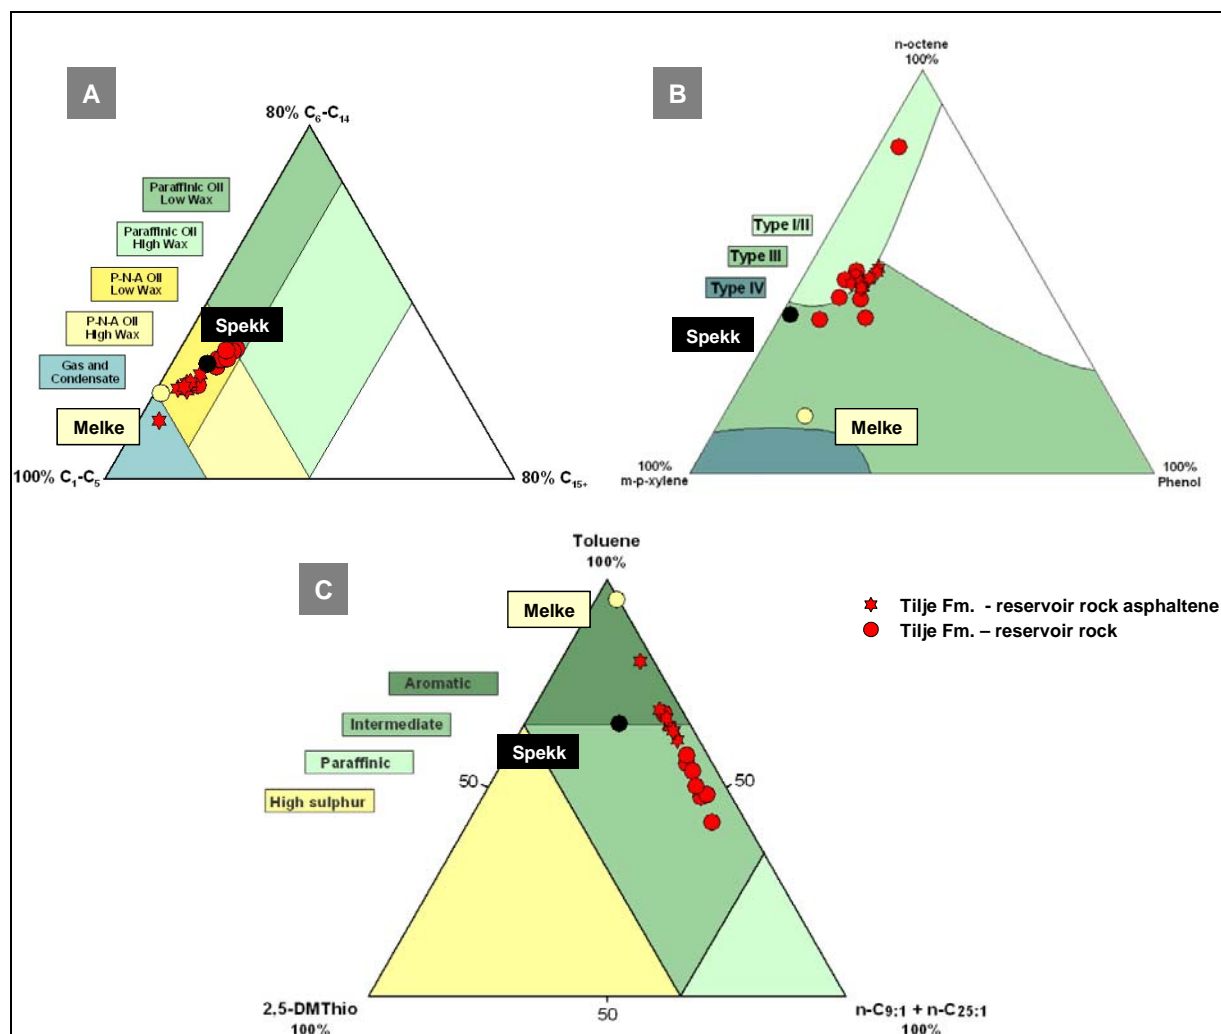 A
80% C6-C14
Paraffinic Oil
Low Wax
Paraffinic Oil
High Wax
P-N-A Oil
Low Wax
P-N-A Oil
High Wax
Gas and
Condensate
Spekk
Melke
100% C1-C5
80% C15+
B
n-octene
100%
Type I/II
Type III
Type IV
Spekk
Melke
100%
m-p-xylene
100%
Phenol
C
Toluene
100%
Melke
Aromatic
Intermediate
Paraffinic
High sulphur
Spekk
50
50
2,5-DMThio
100%
50
n-C9:1 + n-C25:1
100%
Tilje Fm. - reservoir rock asphaltene
Tilje Fm. – reservoir rock